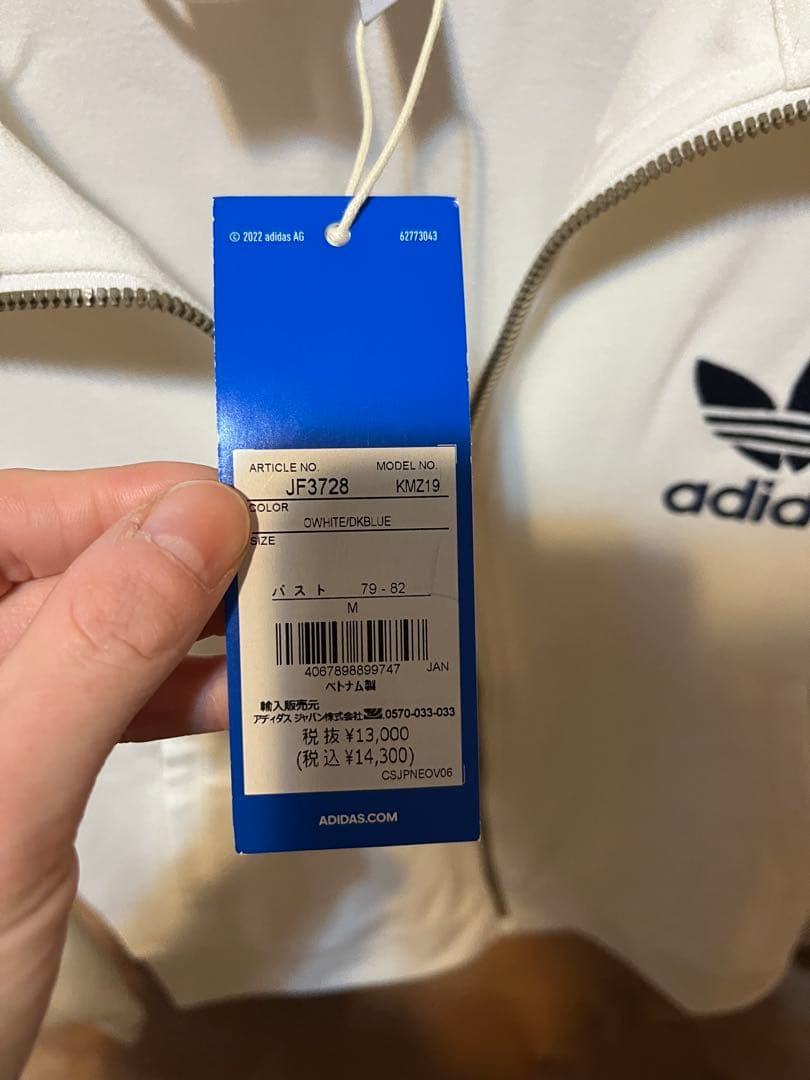 © 2022 adidas AG 62773043
ARTICLE NO. MODEL NO.
JF3728 KMZ19
COLOR
OWHITE/DKBLUE
SIZE
バスト 79-82
M
4067898899747 JAN
ベトナム製
輸入販売元
アディダス ジャパン株式会社 0570-033-033
税抜 ¥13,000
(税込 ¥14,300)
CSJPNEOV06
ADIDAS.COM
adid